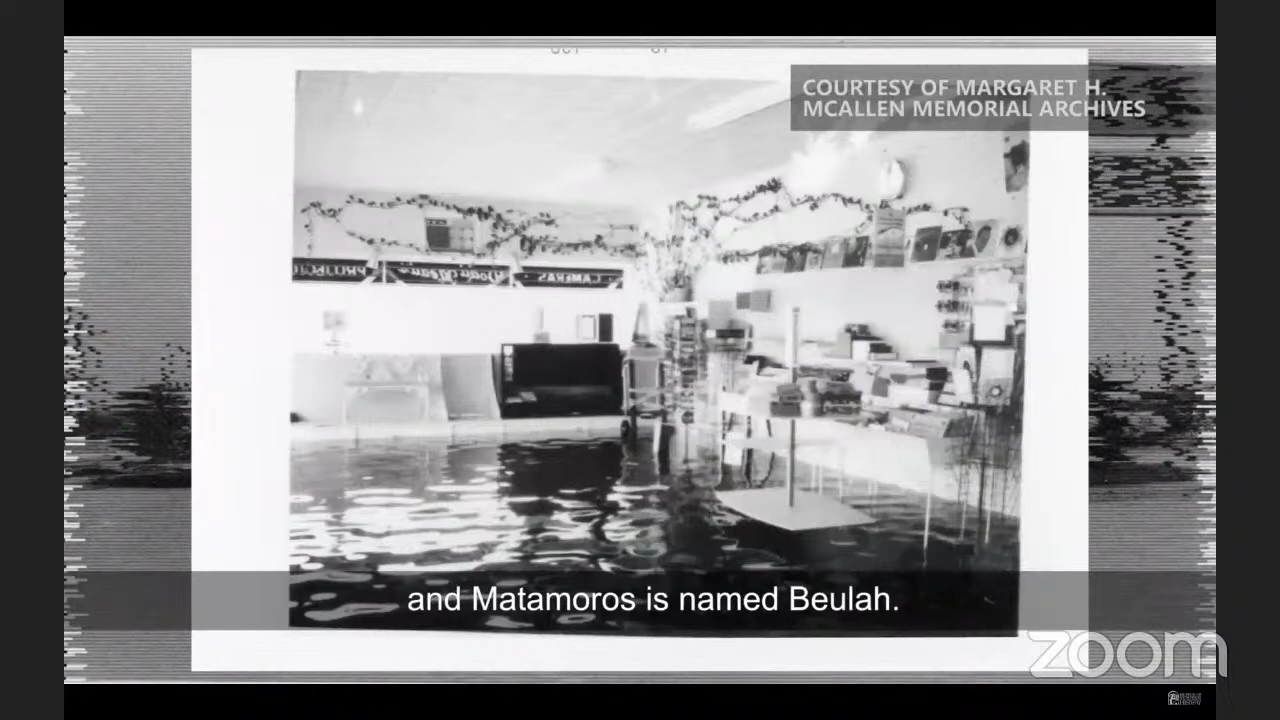 COURTESY OF MARGARET H.
MCALLEN MEMORIAL ARCHIVES
CAMERAS
and Matamoros is named Beulah.
zoom